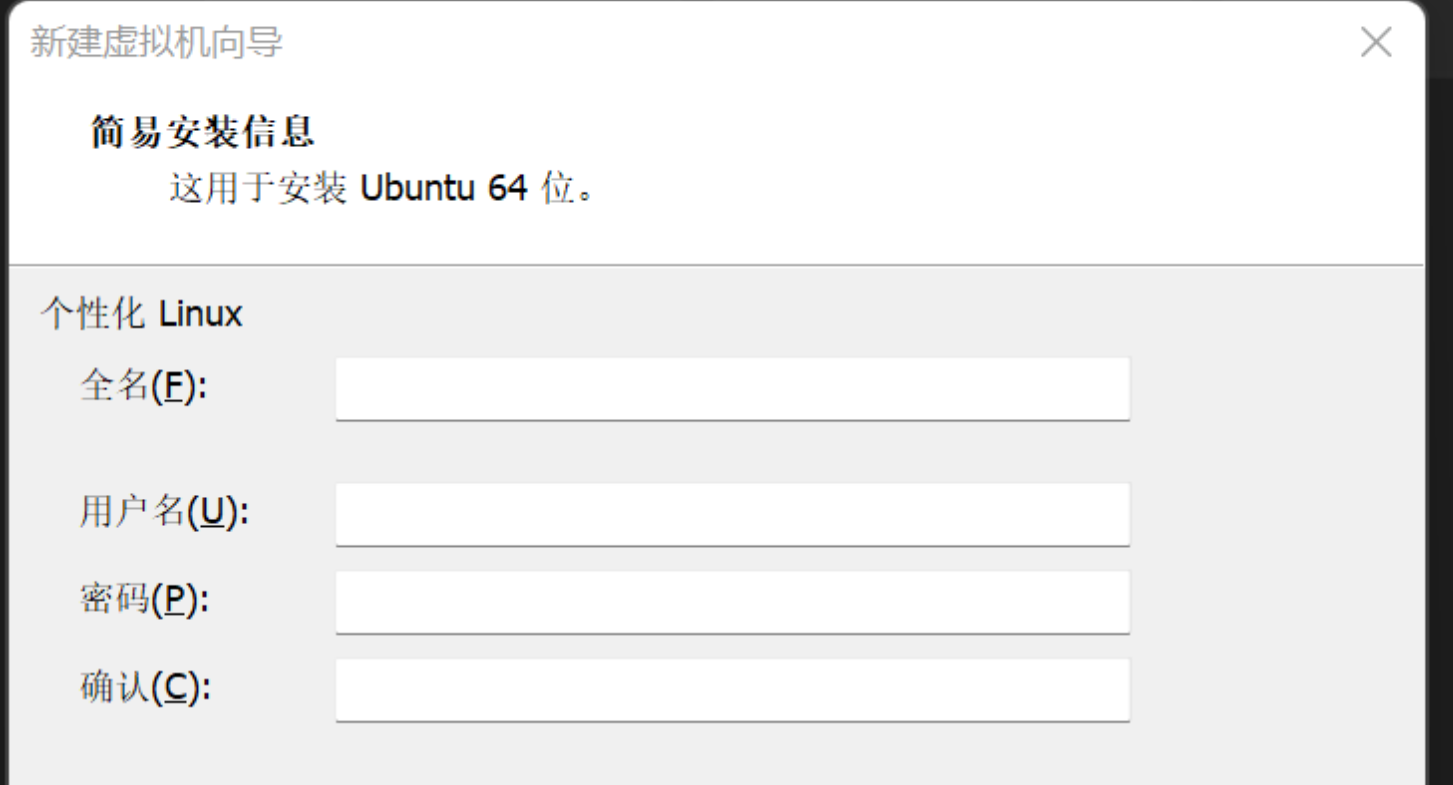 新建虚拟机向导
简易安装信息
这用于安装 Ubuntu 64 位。
个性化 Linux
全名(F):
用户名(U):
密码(P):
确认(C):